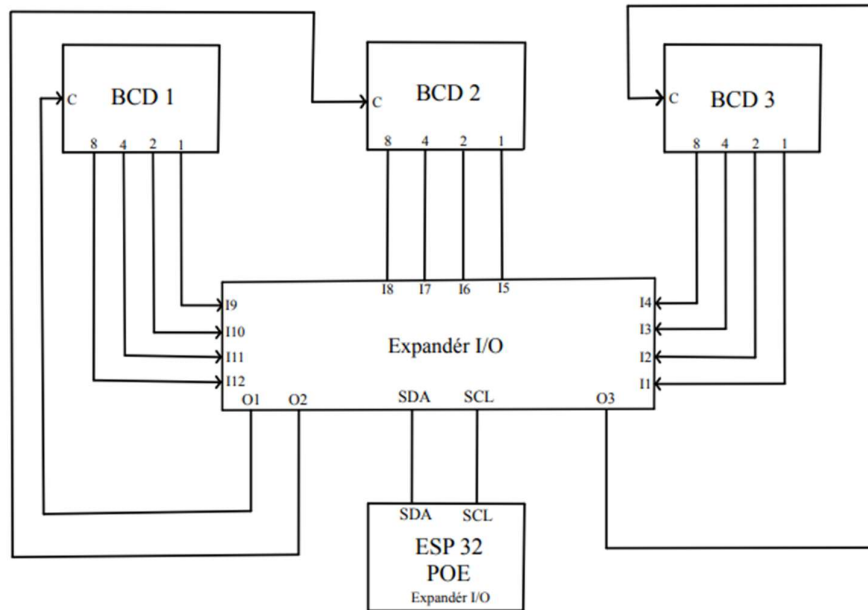 C
BCD 1
8 4 2 1
C
BCD 2
8 4 2 1
C
BCD 3
8 4 2 1
I8 I7 I6 I5
I9
I10
I11
I12
Expandér I/O
I4
I3
I2
I1
O1 O2 SDA SCL O3
SDA SCL
ESP 32
POE
Expandér I/O